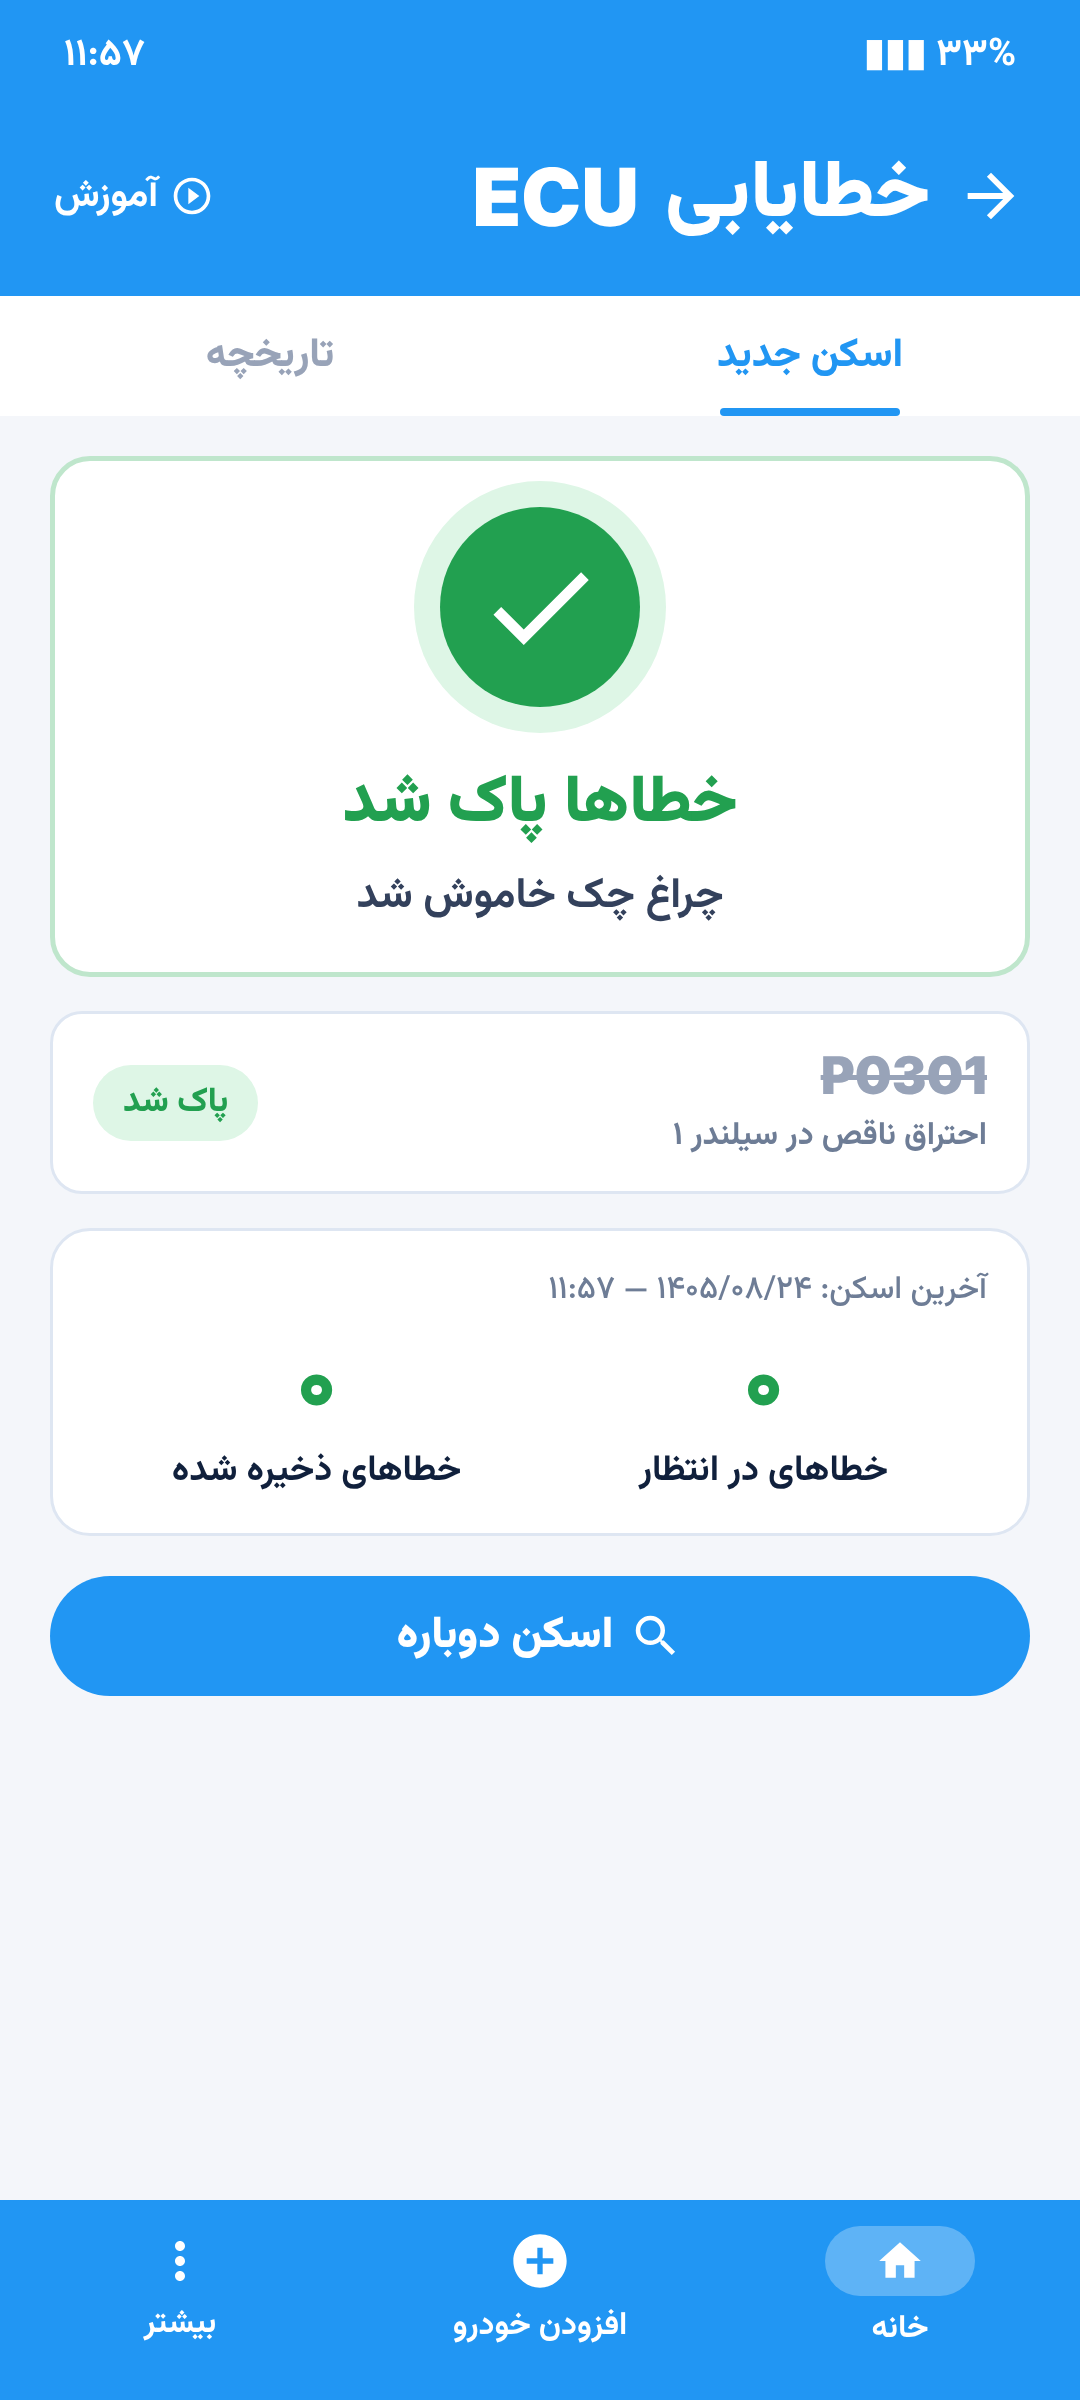 ۱۱:۵۷
۳۳%
خطایابی ECU
آموزش
اسکن جدید
تاریخچه
خطاها پاک شد
چراغ چک خاموش شد
P0301
احتراق ناقص در سیلندر ۱
پاک شد
آخرین اسکن: ۱۴۰۵/۰۸/۲۴ – ۱۱:۵۷
۰
خطاهای در انتظار
۰
خطاهای ذخیره شده
اسکن دوباره
خانه
افزودن خودرو
بیشتر